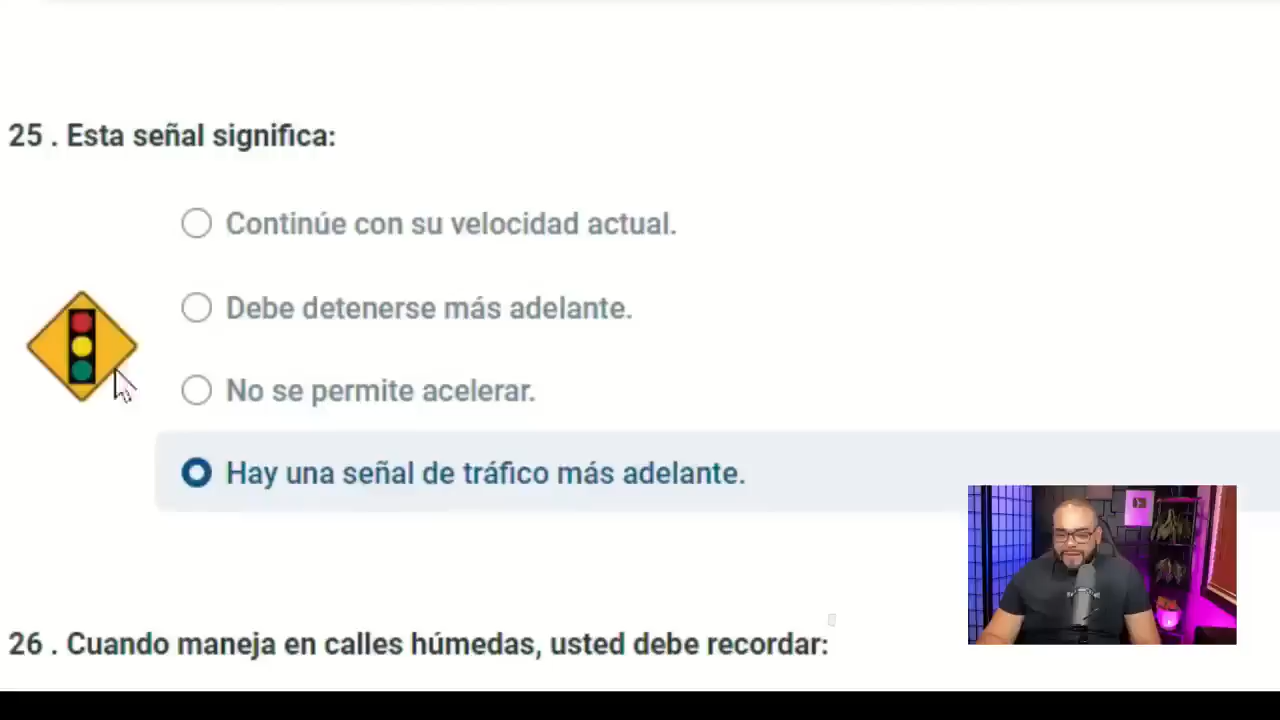 25 . Esta señal significa:
Continúe con su velocidad actual.
Debe detenerse más adelante.
No se permite acelerar.
Hay una señal de tráfico más adelante.
26 . Cuando maneja en calles húmedas, usted debe recordar: